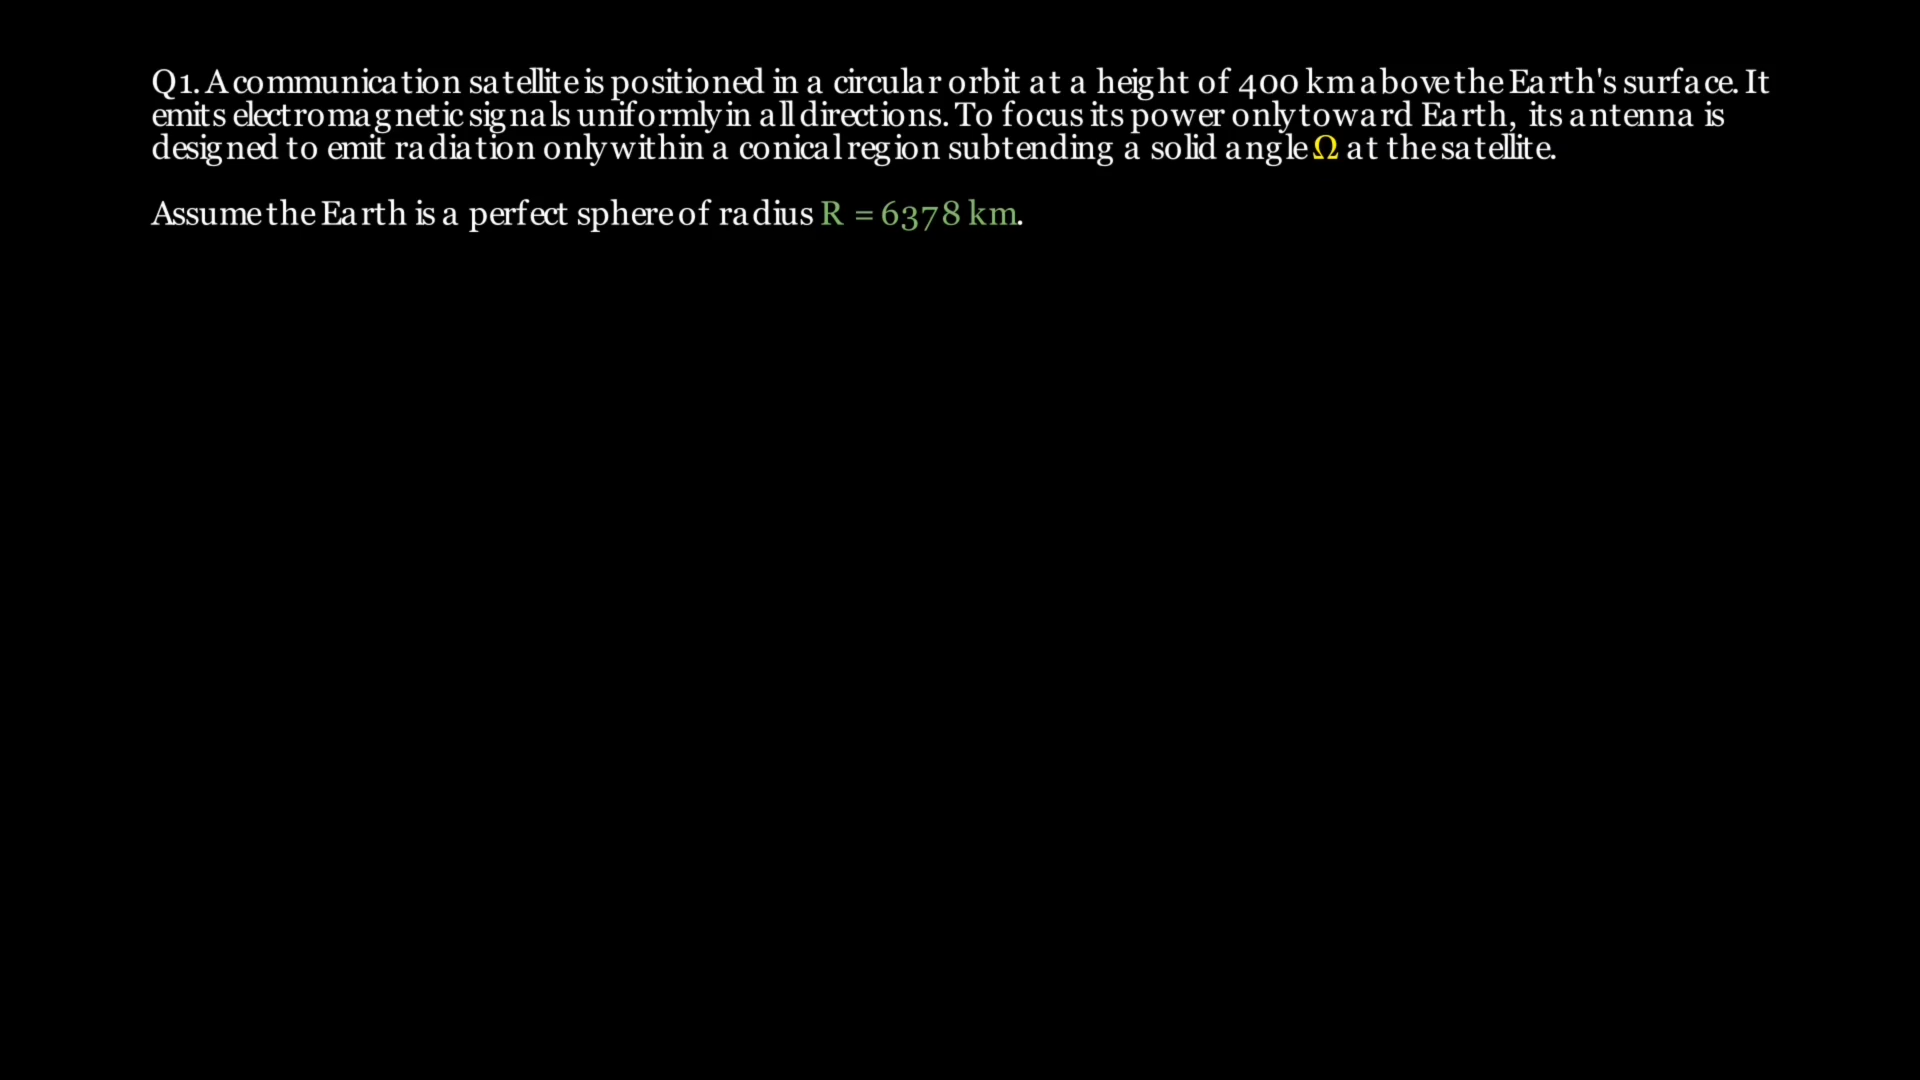 Q1. A communication satellite is positioned in a circular orbit at a height of 400 km above the Earth's surface. It
emits electromagnetic signals uniformly in all directions. To focus its power only toward Earth, its antenna is
designed to emit radiation only within a conical region subtending a solid angle Ω at the satellite.
Assume the Earth is a perfect sphere of radius R = 6378 km.